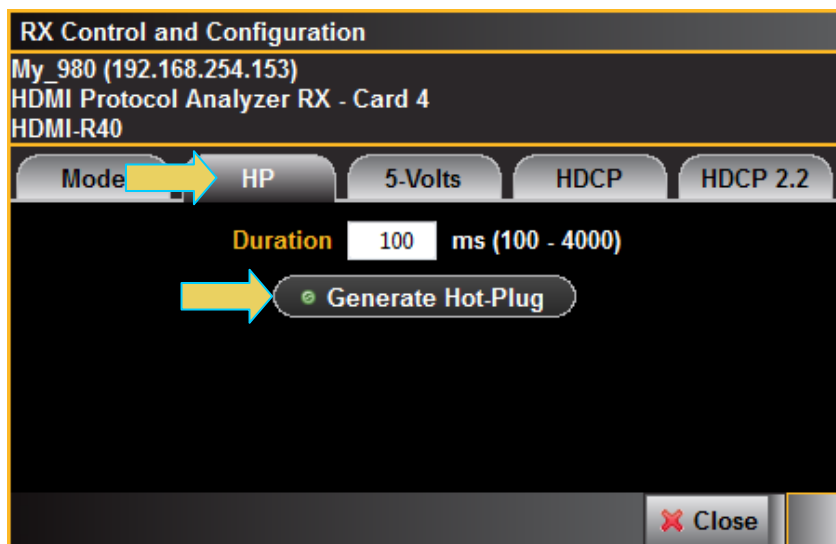 RX Control and Configuration
My_980 (192.168.254.153)
HDMI Protocol Analyzer RX - Card 4
HDMI-R40
Mode HP 5-Volts HDCP HDCP 2.2
Duration 100 ms (100 - 4000)
Generate Hot-Plug
Close